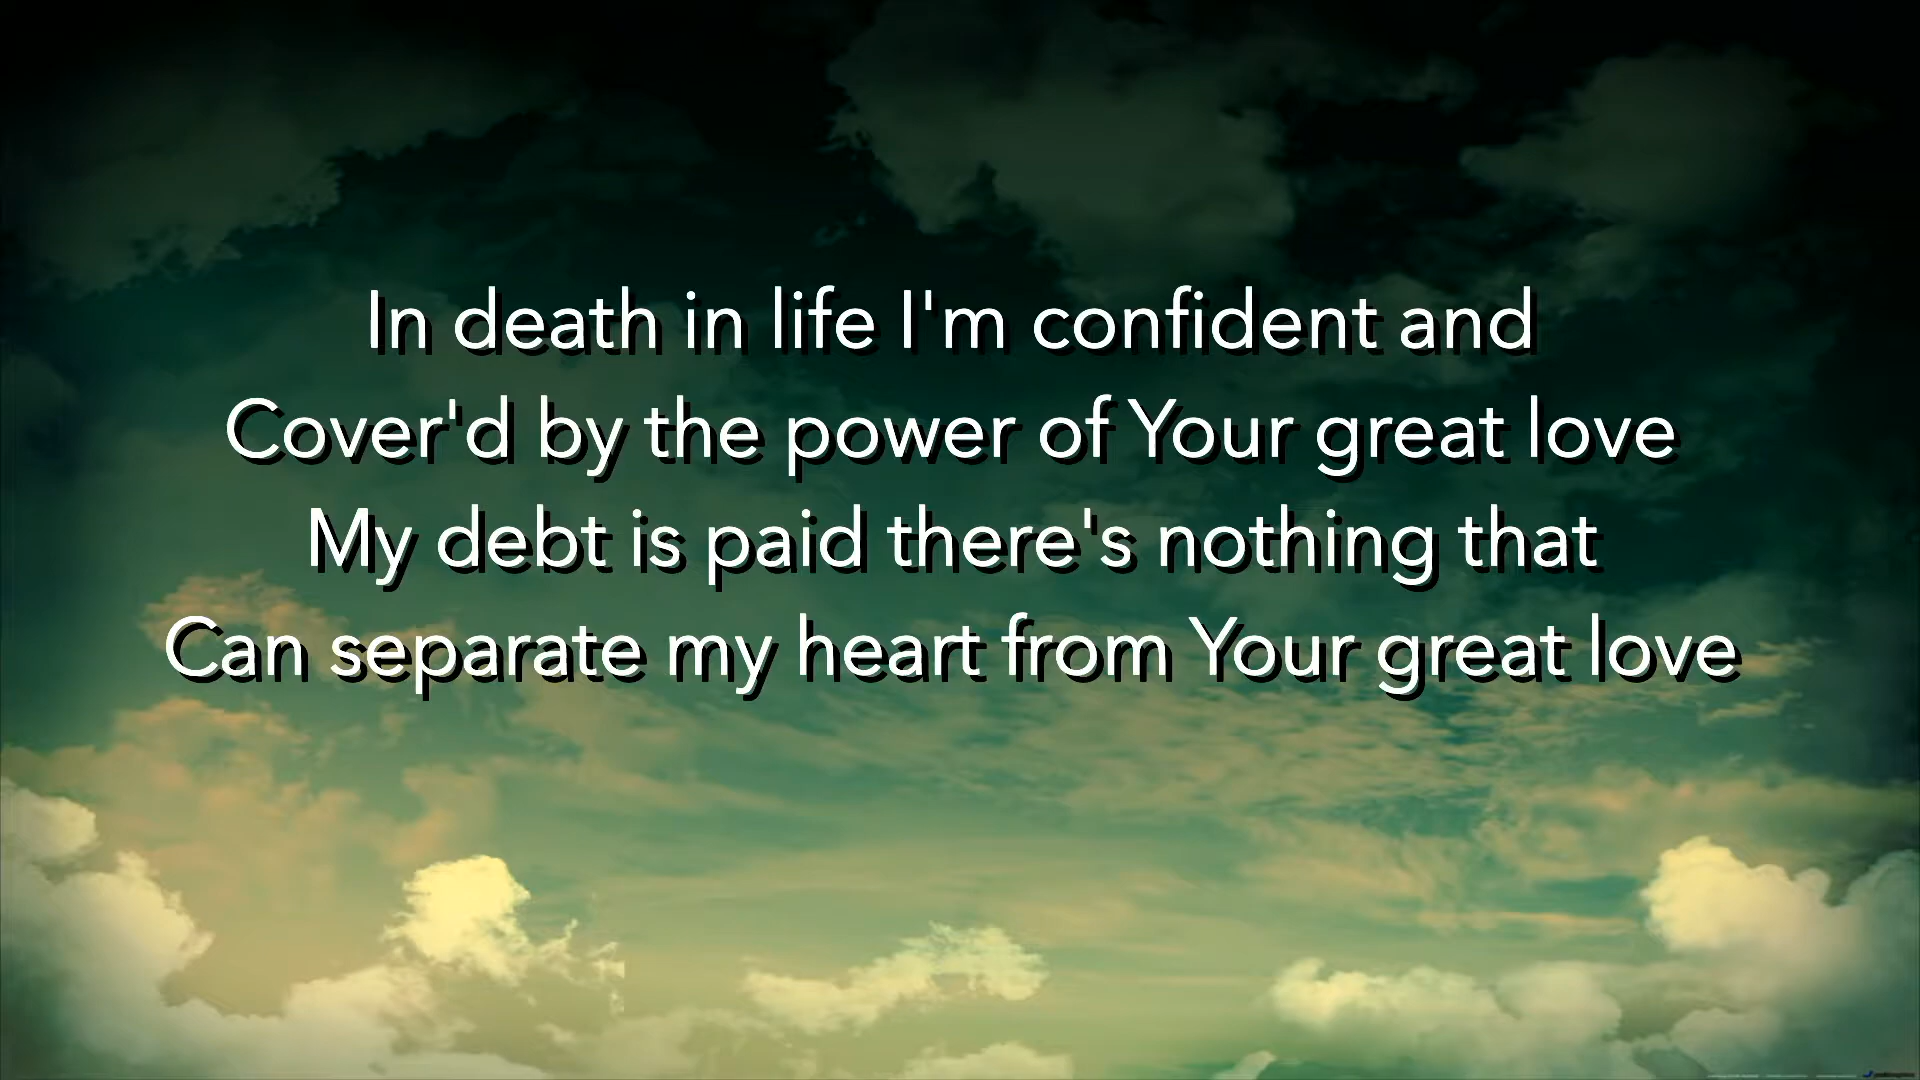 In death in life I'm confident and
Cover'd by the power of Your great love
My debt is paid there's nothing that
Can separate my heart from Your great love